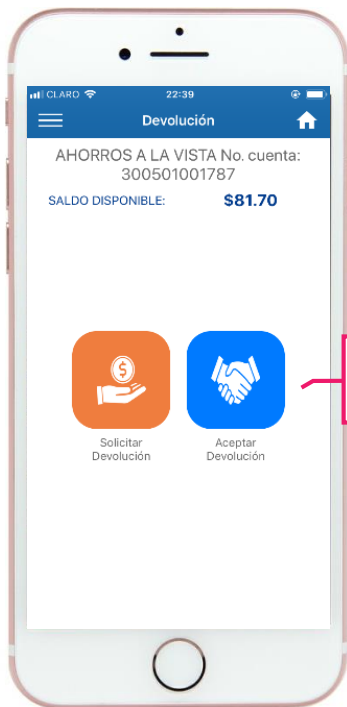 CLARO 22:39
Devolución
AHORROS A LA VISTA No. cuenta:
300501001787
SALDO DISPONIBLE: $81.70
$
Solicitar Aceptar
Devolución Devolución